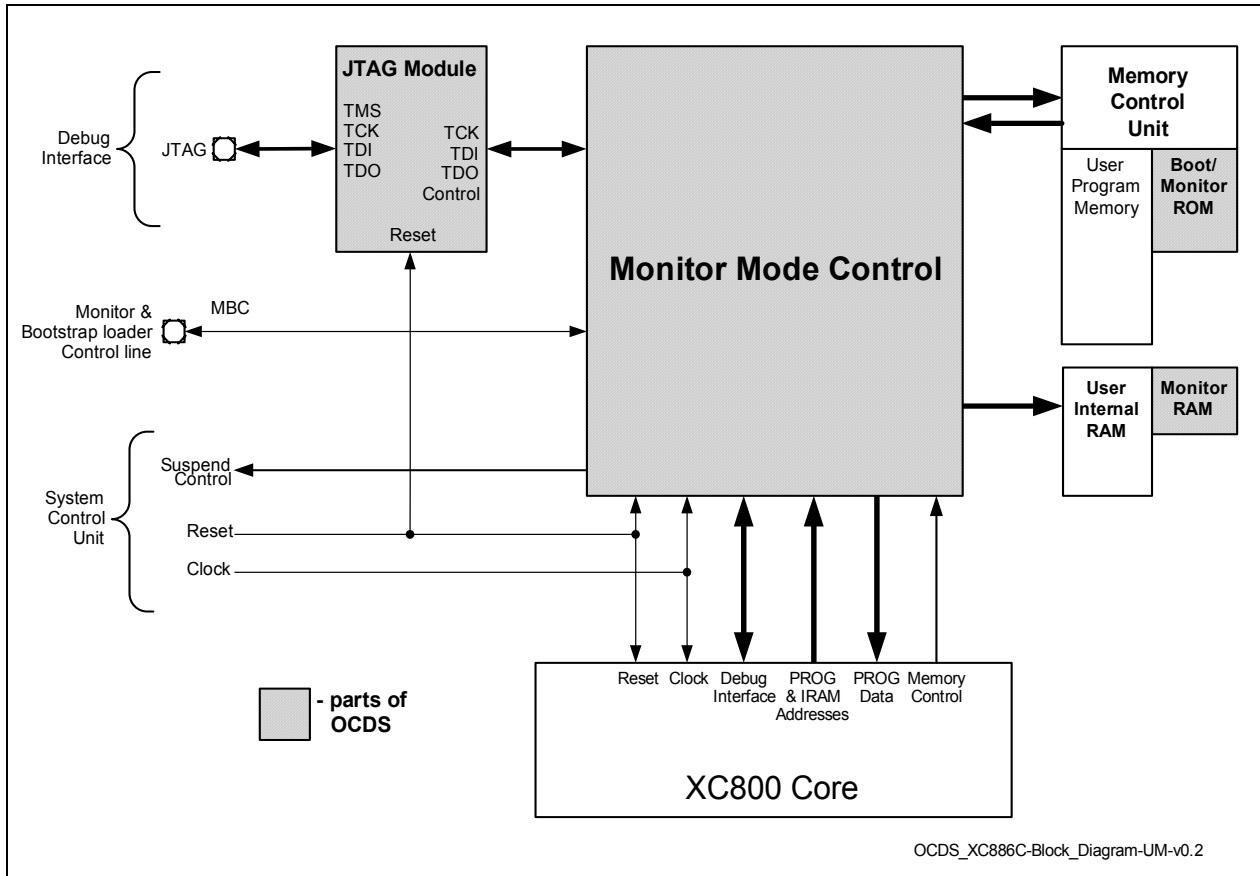 JTAG Module
TMS
TCK
TDI
TDO
TCK
TDI
TDO
Control
Reset
Debug
Interface
JTAG
Monitor Mode Control
Memory
Control
Unit
User
Program
Memory
Boot/
Monitor
ROM
Monitor &
Bootstrap loader
Control line
MBC
User
Internal
RAM
Monitor
RAM
System
Control
Unit
Suspend
Control
Reset
Clock
Reset
Clock
Debug
Interface
PROG
& IRAM
Addresses
PROG
Data
Memory
Control
XC800 Core
- parts of
OCDS
OCDS_XC886C-Block_Diagram-UM-v0.2